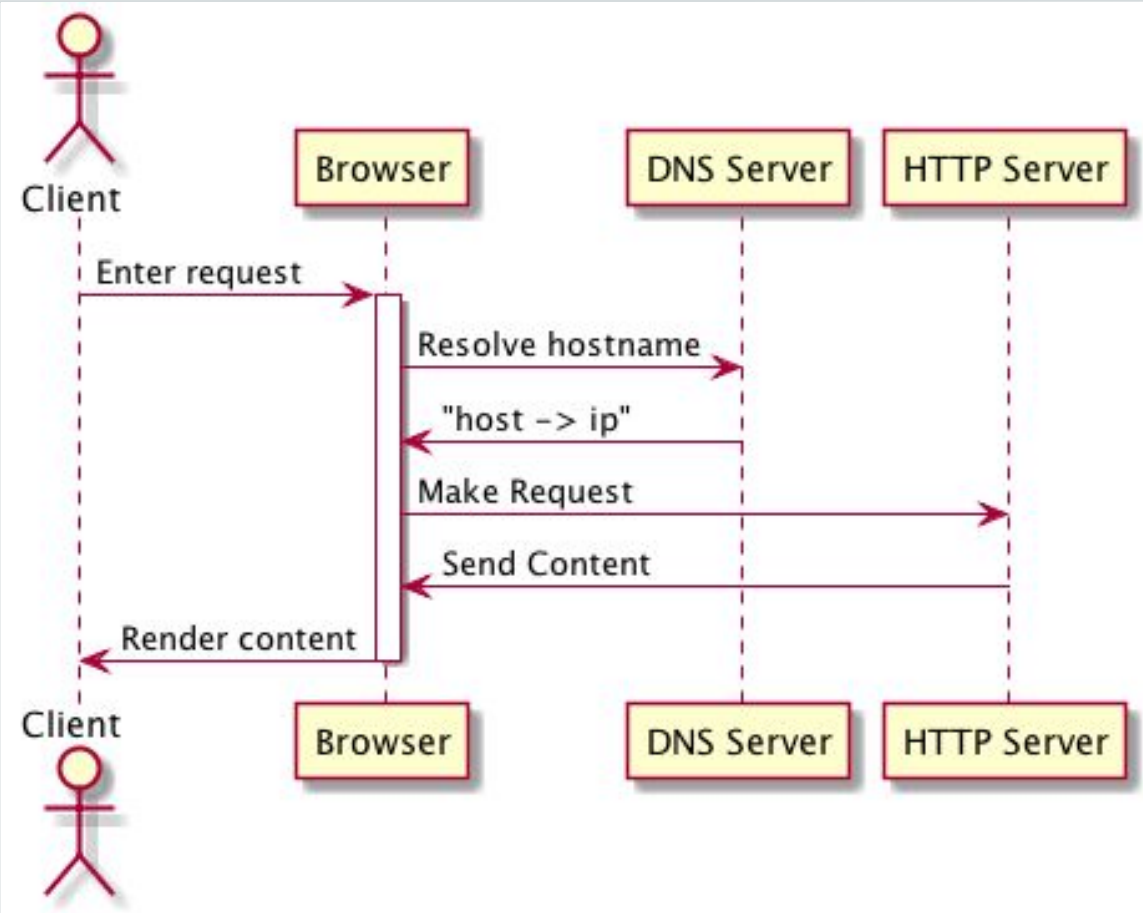 Client
Browser
DNS Server
HTTP Server
Enter request
Resolve hostname
"host -> ip"
Make Request
Send Content
Render content
Client
Browser
DNS Server
HTTP Server